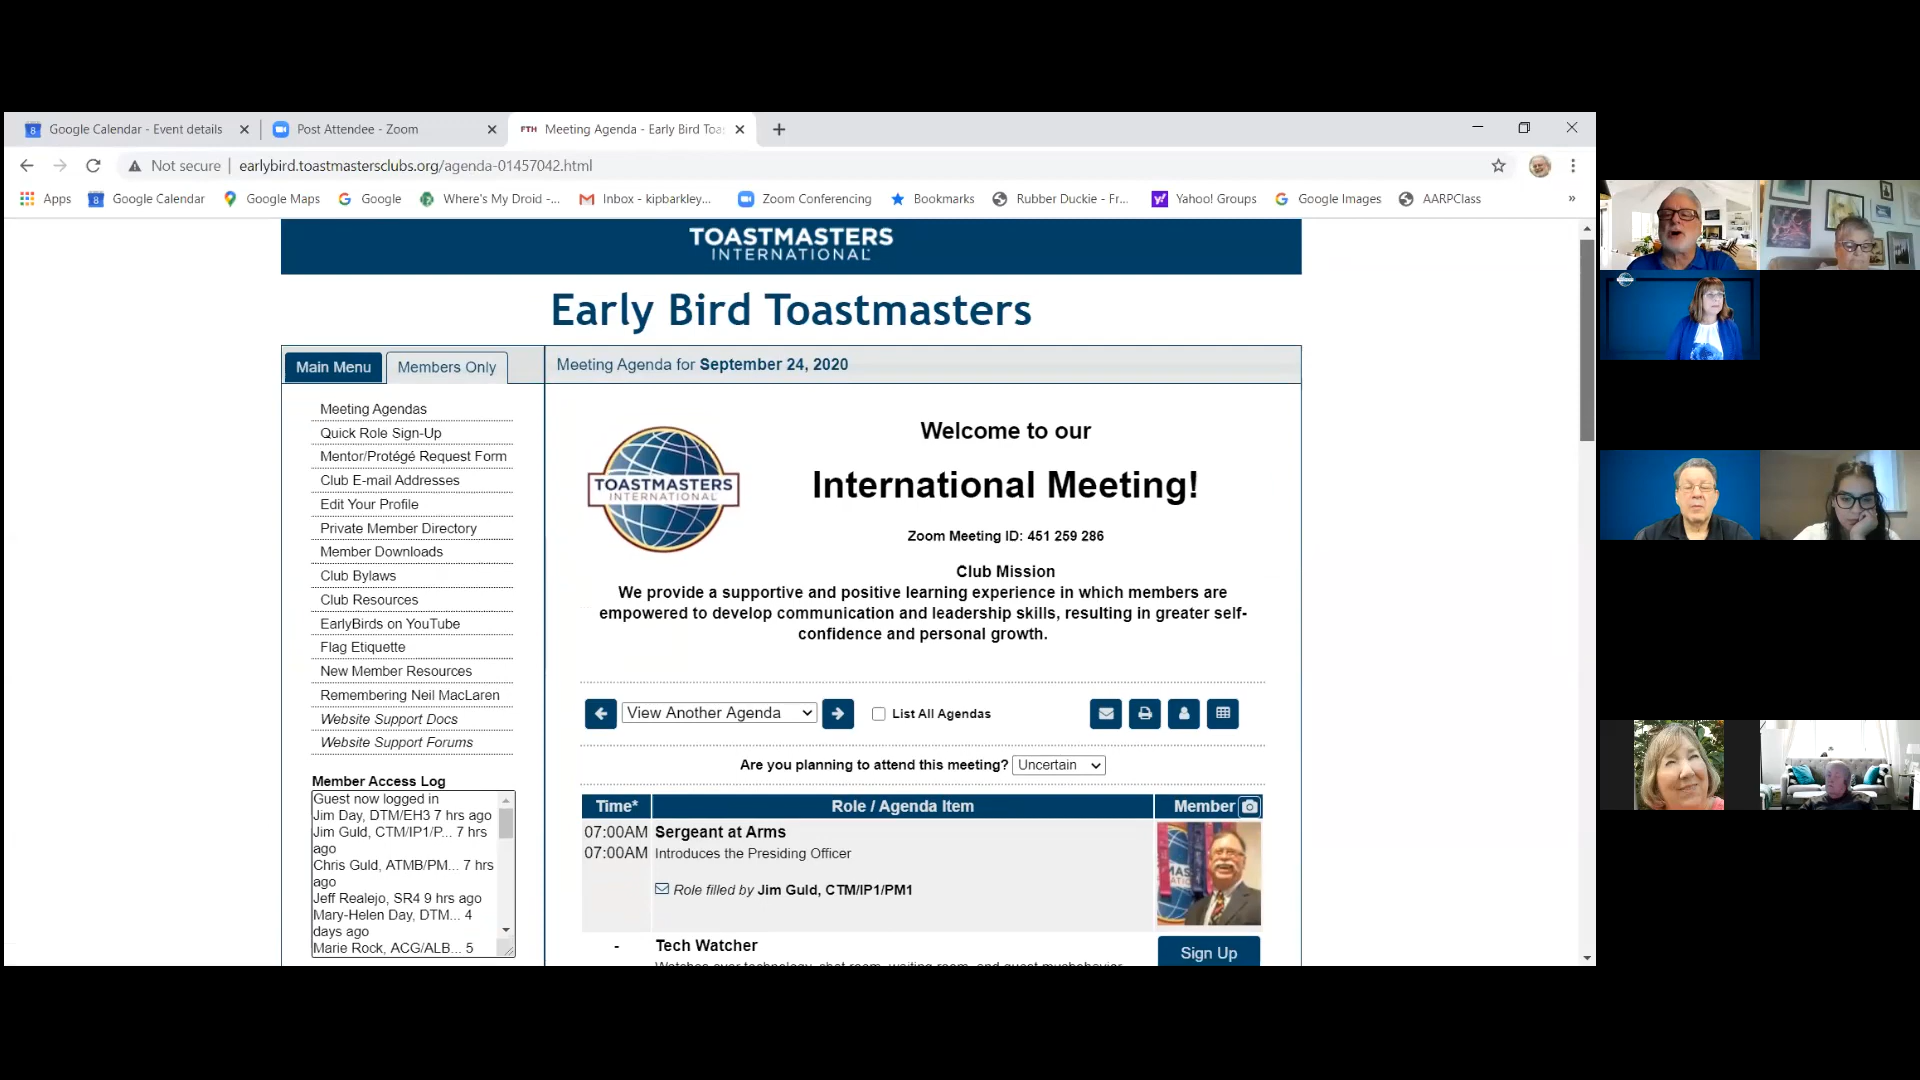 Google Calendar - Event details
Post Attendee - Zoom
FTH Meeting Agenda - Early Bird Toa
Not secure | earlybird.toastmastersclubs.org/agenda-01457042.html
Apps
8 Google Calendar
Google Maps
Google
Where's My Droid -...
Inbox - kipbarkley...
Zoom Conferencing
Bookmarks
Rubber Duckie - Fr...
Yahoo! Groups
Google Images
AARPClass
»
TOASTMASTERS
INTERNATIONAL
Early Bird Toastmasters
Main Menu
Members Only
Meeting Agendas
Quick Role Sign-Up
Mentor/Protégé Request Form
Club E-mail Addresses
Edit Your Profile
Private Member Directory
Member Downloads
Club Bylaws
Club Resources
EarlyBirds on YouTube
Flag Etiquette
New Member Resources
Remembering Neil MacLaren
Website Support Docs
Website Support Forums
Member Access Log
Guest now logged in
Jim Day, DTM/EH3 7 hrs ago
Jim Guld, CTM/IP1/P... 7 hrs
ago
Chris Guld, ATMB/PM... 7 hrs
ago
Jeff Realejo, SR4 9 hrs ago
Mary-Helen Day, DTM... 4
days ago
Marie Rock, ACG/ALB... 5
Meeting Agenda for September 24, 2020
TOASTMASTERS
INTERNATIONAL
Welcome to our
International Meeting!
Zoom Meeting ID: 451 259 286
Club Mission
We provide a supportive and positive learning experience in which members are
empowered to develop communication and leadership skills, resulting in greater self-
confidence and personal growth.
View Another Agenda
List All Agendas
Are you planning to attend this meeting? Uncertain
Time* Role / Agenda Item Member
07:00AM Sergeant at Arms
07:00AM Introduces the Presiding Officer
Role filled by Jim Guld, CTM/IP1/PM1
- Tech Watcher
Sign Up